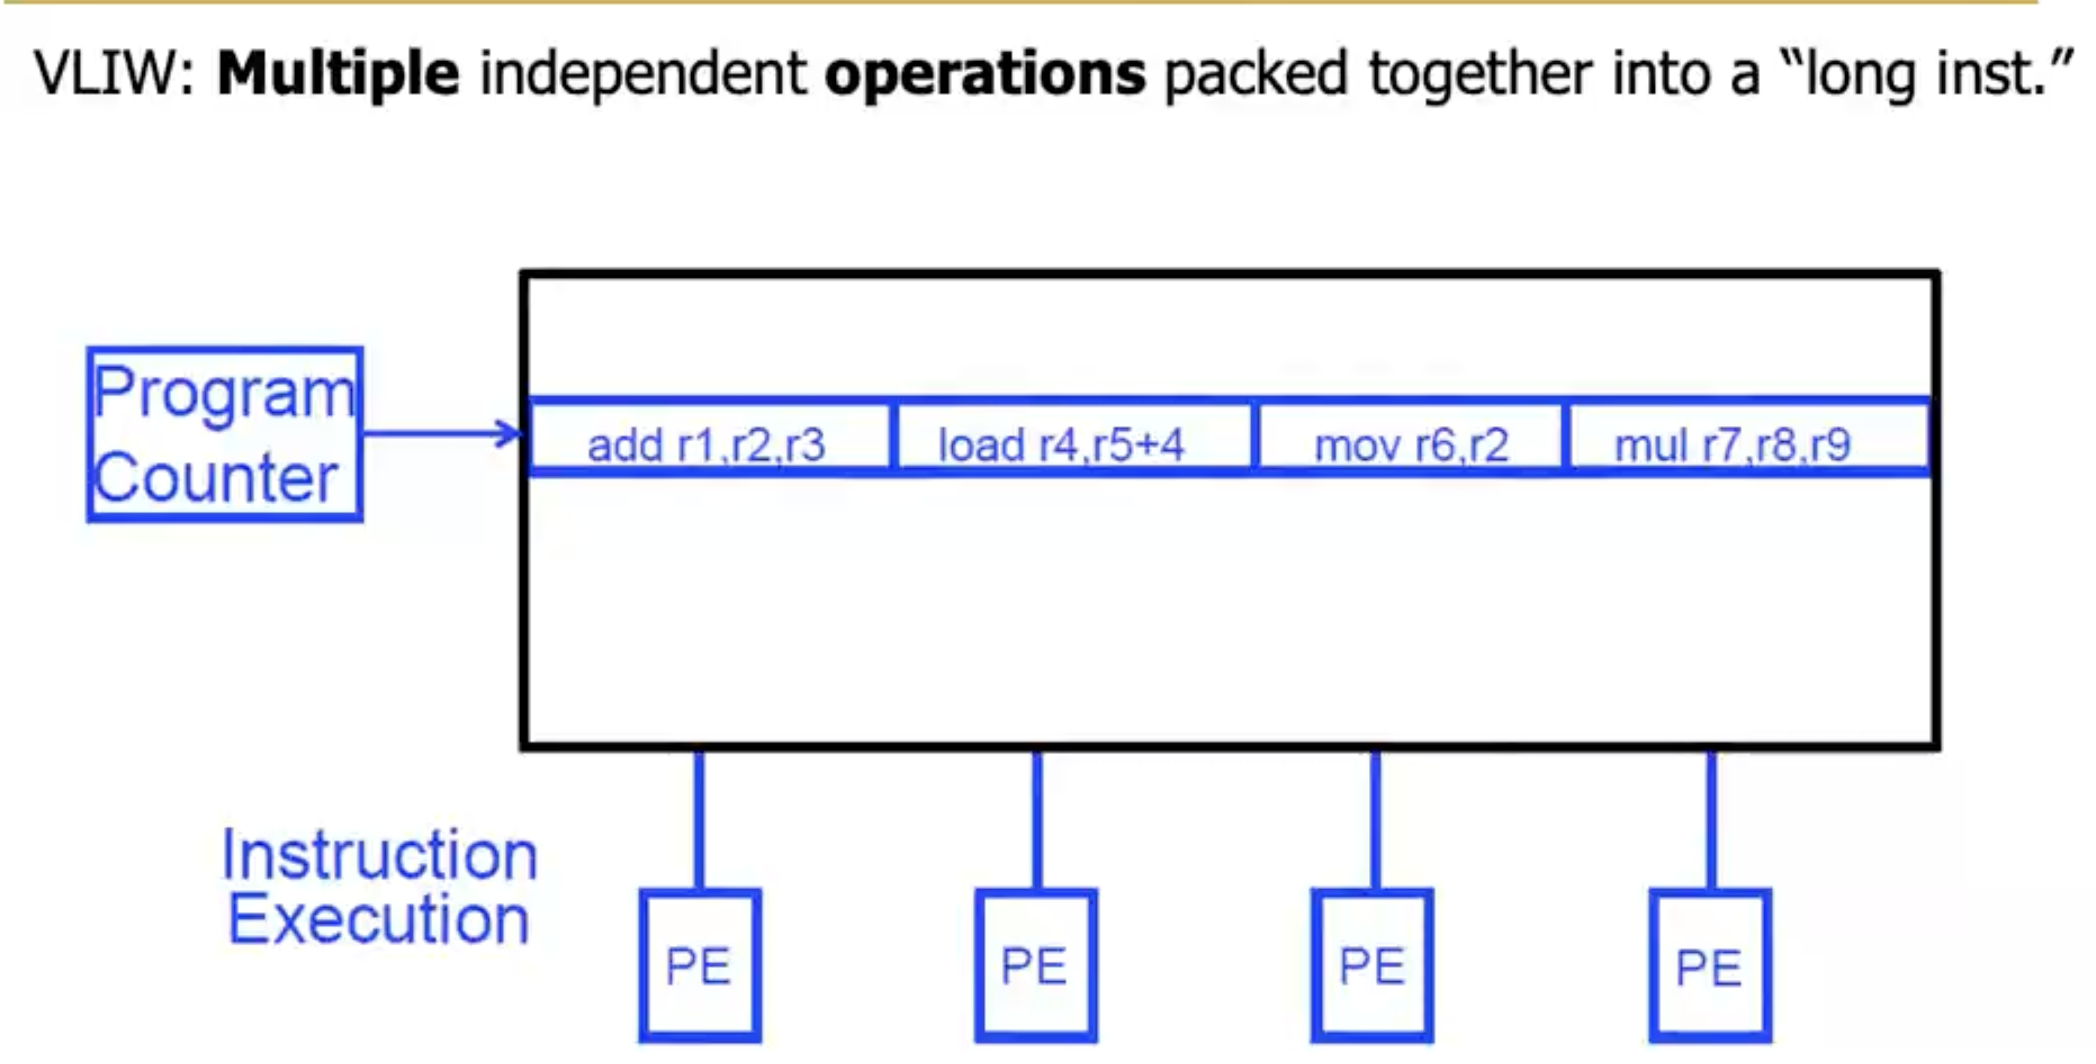 VLIW: Multiple independent operations packed together into a “long inst.”
Program
Counter
add r1,r2,r3
load r4,r5+4
mov r6,r2
mul r7,r8,r9
Instruction
Execution
PE
PE
PE
PE